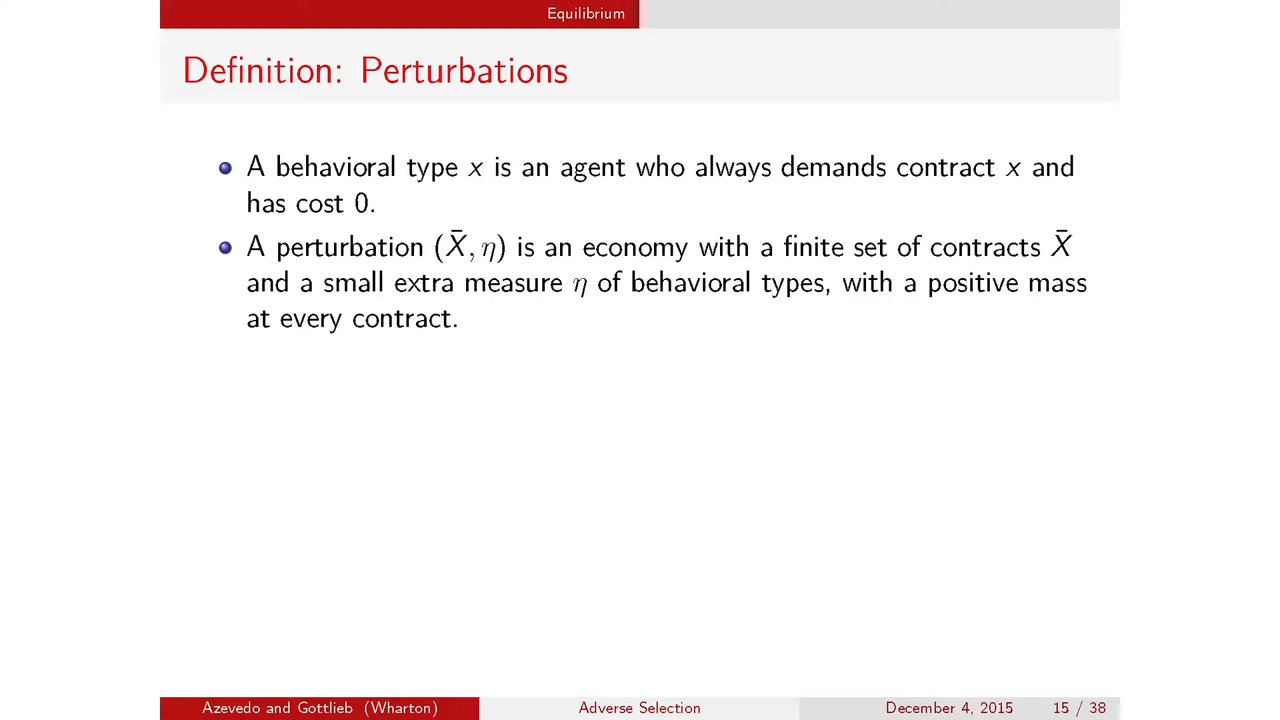 Equilibrium
Definition: Perturbations
A behavioral type x is an agent who always demands contract x and
has cost 0.
A perturbation (X̄, η) is an economy with a finite set of contracts X̄
and a small extra measure η of behavioral types, with a positive mass
at every contract.
Azevedo and Gottlieb (Wharton) Adverse Selection December 4, 2015 15 / 38